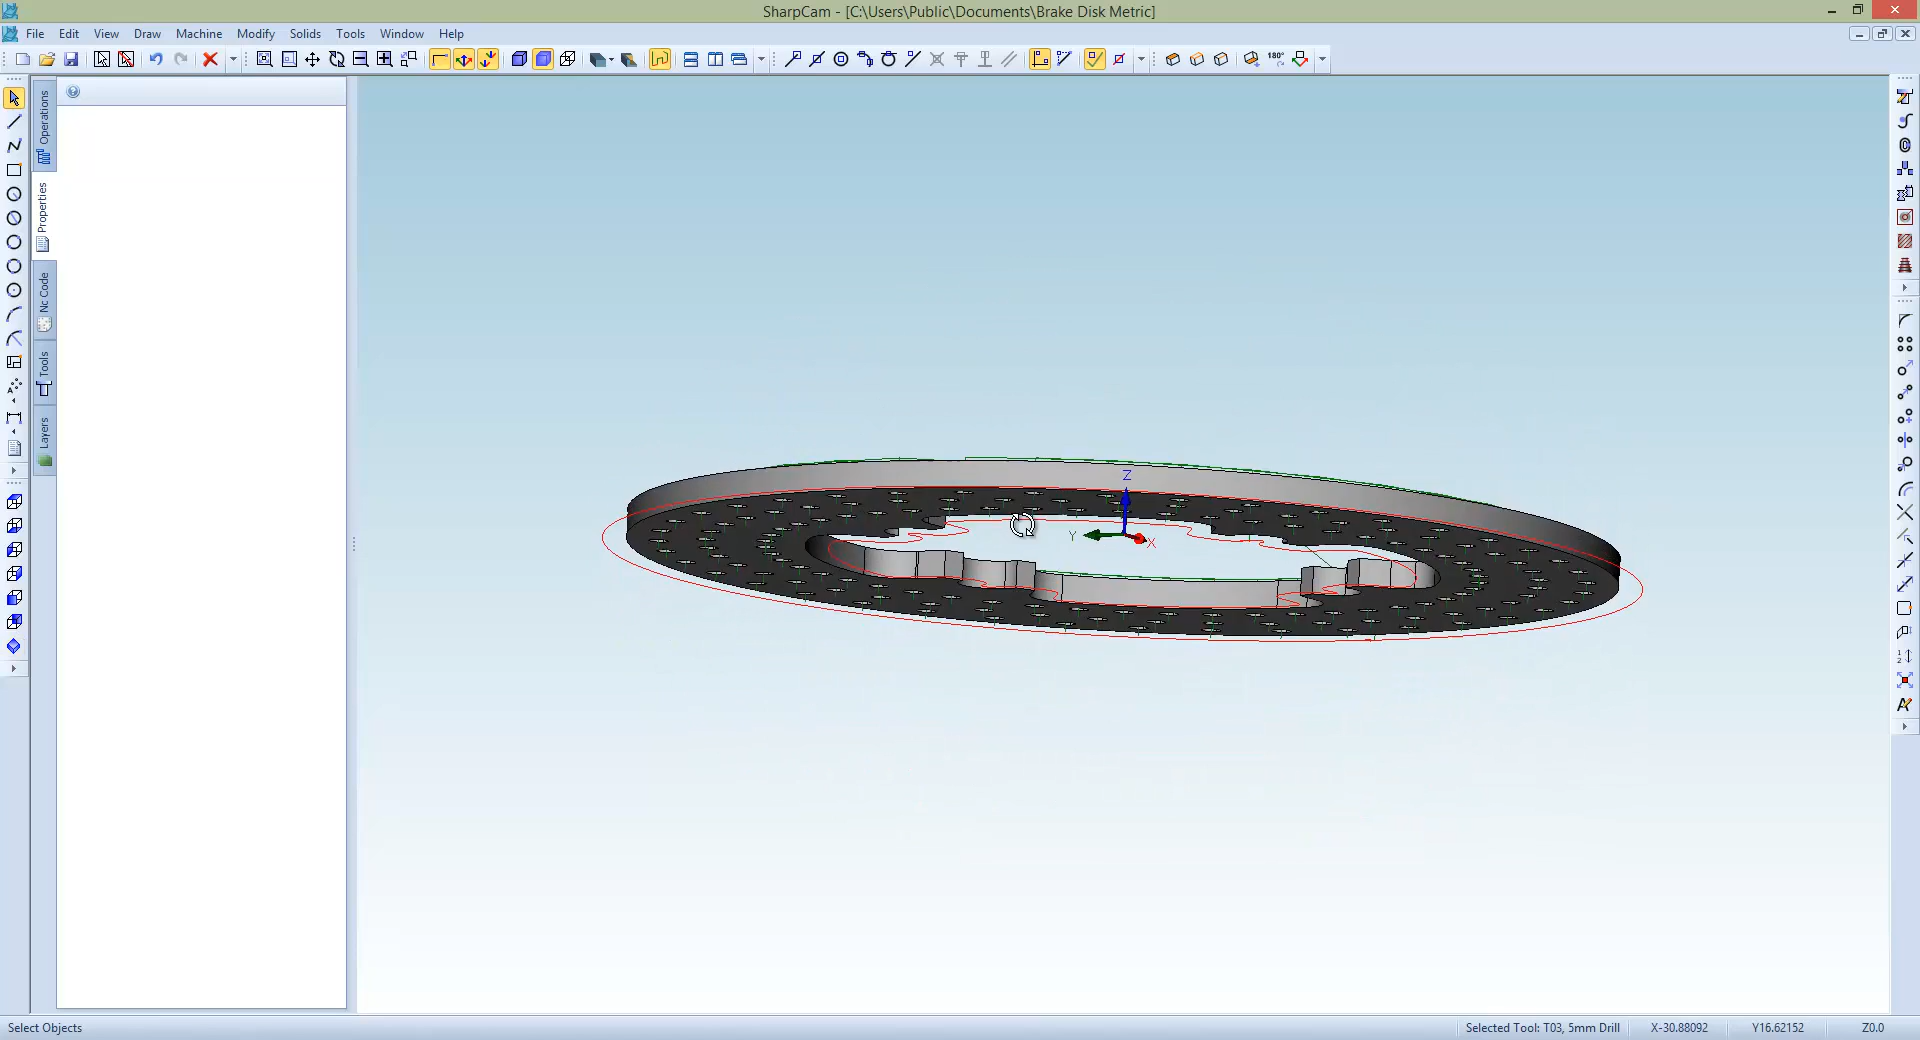 SharpCam - [C:\Users\Public\Documents\Brake Disk Metric]
File Edit View Draw Machine Modify Solids Tools Window Help
180°
Operations
Properties
Nc Code
Tools
Layers
Z
Y
X
Select Objects
Selected Tool: T03, 5mm Drill X-30.88092 Y16.62152 Z0.0